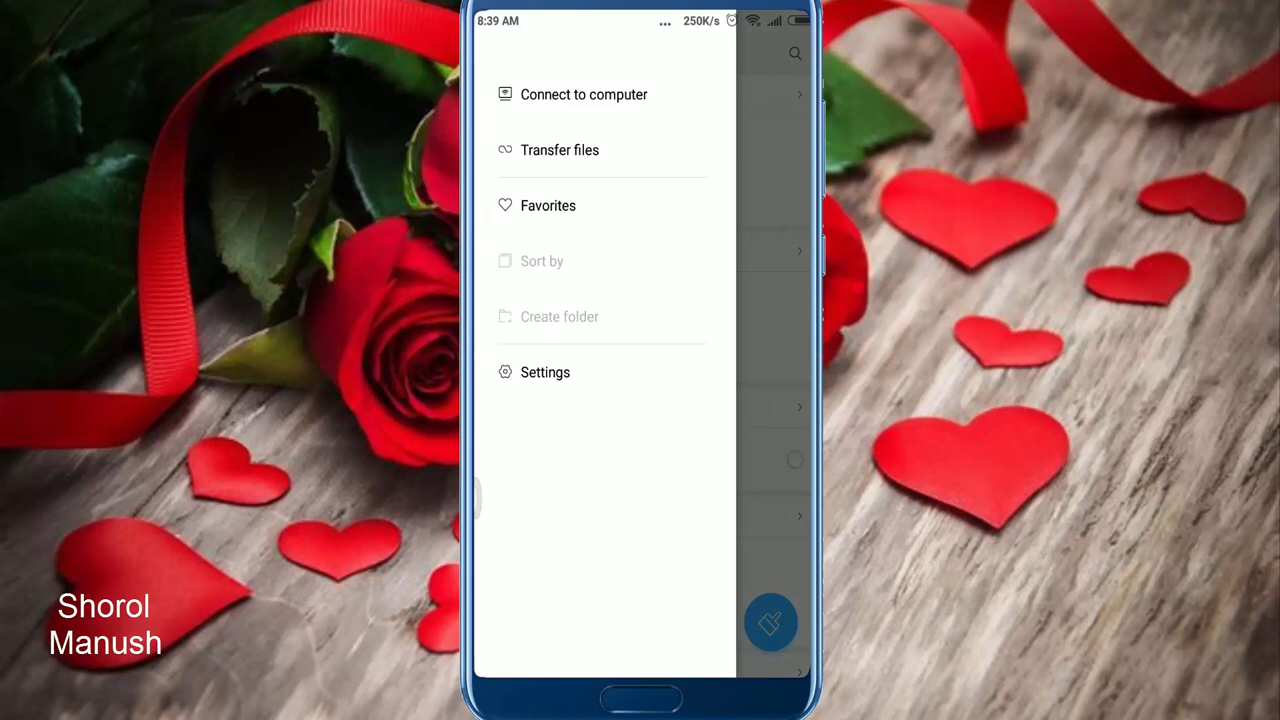 8:39 AM
... 250K/s
Connect to computer
Transfer files
Favorites
Sort by
Create folder
Settings
Shorol
Manush